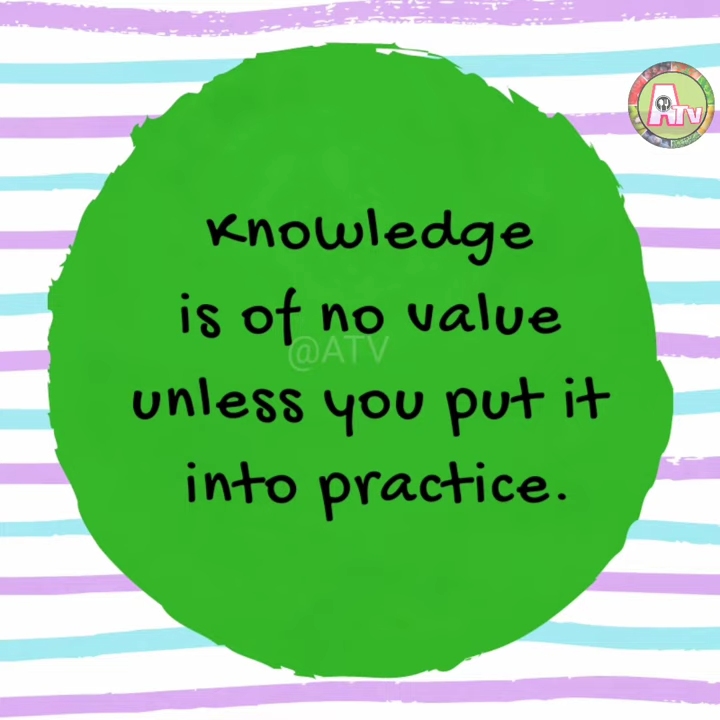 ATV
Knowledge
is of no value
@ATV
unless you put it
into practice.